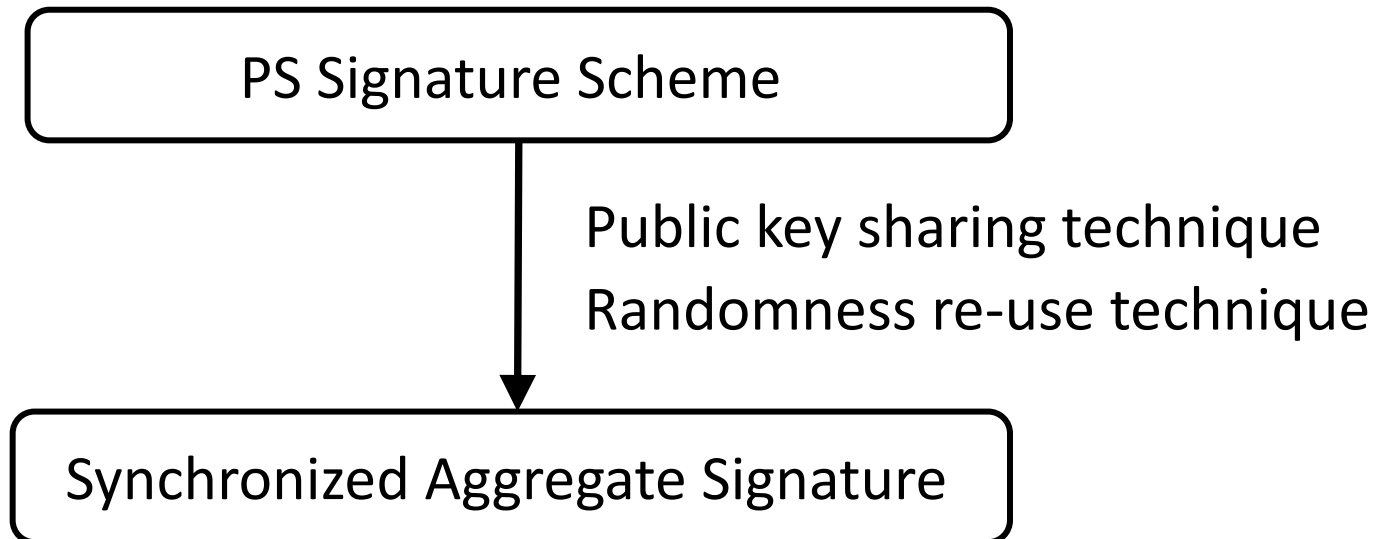 PS Signature Scheme
Public key sharing technique
Randomness re-use technique
Synchronized Aggregate Signature